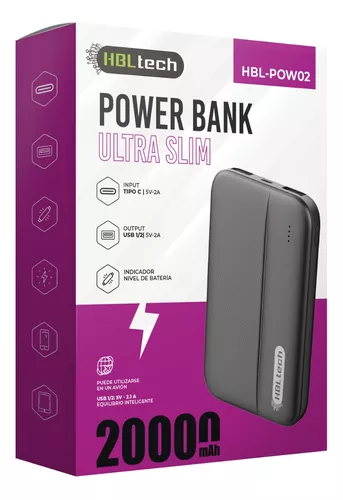 HBLtech
HBL-POW02
POWER BANK
ULTRA SLIM
INPUT
TIPO C | 5V-2A
OUTPUT
USB 1/2| 5V-2A
INDICADOR
NIVEL DE BATERÍA
PUEDE UTILIZARSE
EN UN AVIÓN
USB 1/2: 5V - 2.1 A
EQUILIBRIO INTELIGENTE
20000
mAh
HBLtech